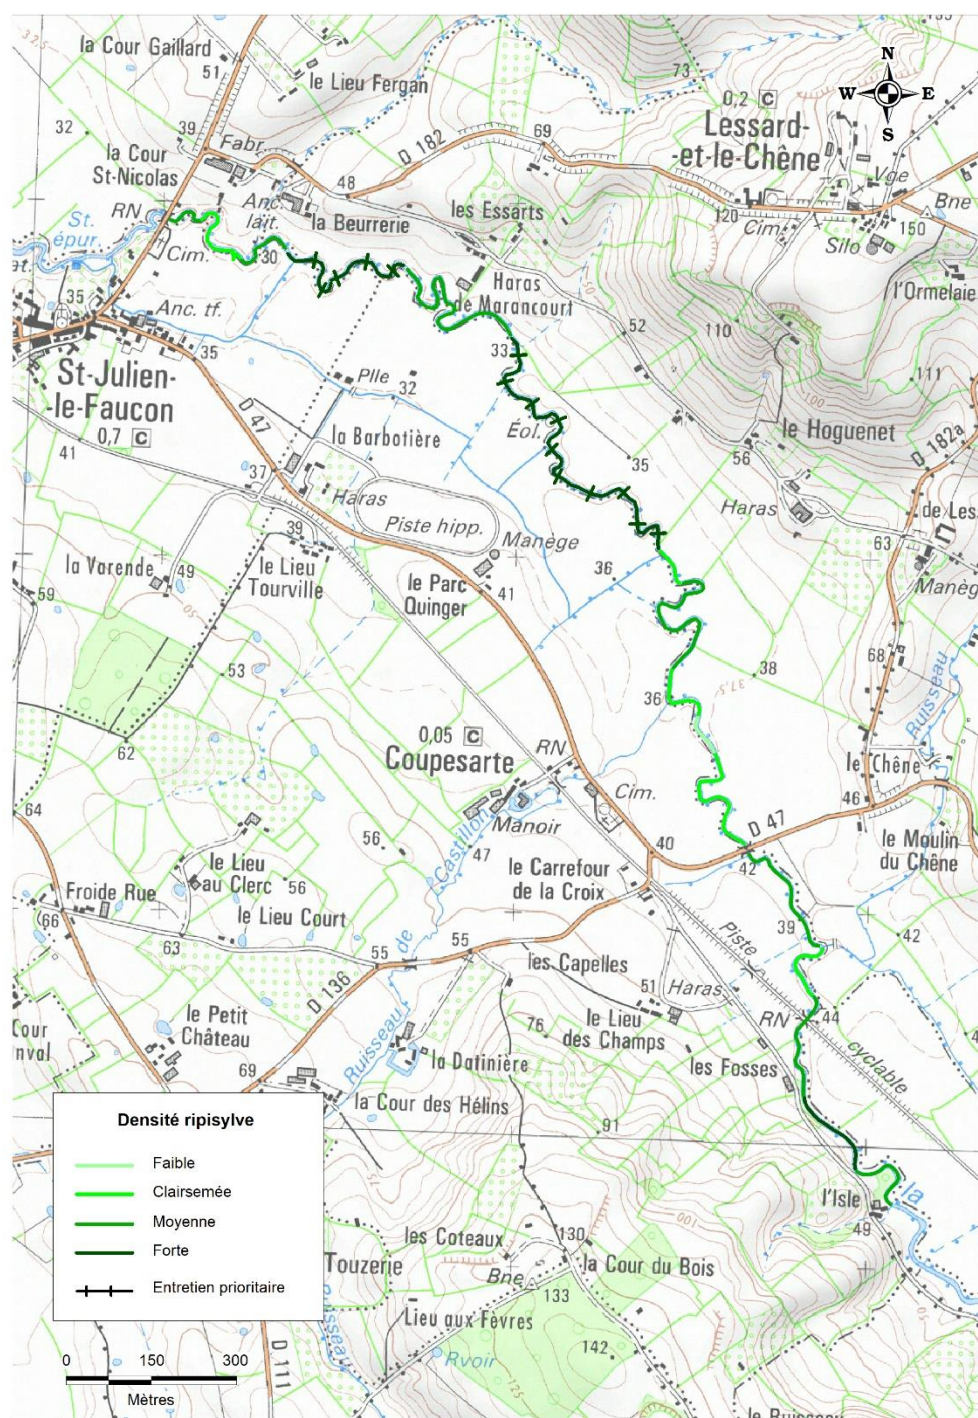 la Cour Gaillard
51
le Lieu Fergan
73
N
W
E
S
0,2 C
Lessard-
-et-le-Chêne
32
39
Fabr.
D 182
69
la Cour
St-Nicolas
48
Vge
Anc.
lait.
la Beurrerie
les Essarts
RN
St.
épur.
Cim.
30
120
Cim.
Bne
150
Silo
Haras
de Marancourt
l'Ormelaie
35
Anc. tf.
35
52
110
33
St-Julien-
-le-Faucon
0,7 C
Plle
32
111
100
D 47
la Barbotière
Éol.
le Hoguenet
D 182a
41
37
35
56
Haras
Haras
Piste hipp.
de Les
39
Manège
63
la Varende
49
le Lieu
Tourville
36
Manèg
59
le Parc
Quinger
41
50
53
68
Ruisseau
38
37,5
36
62
0,05 C
Coupesarte
RN
le Chêne
64
Cim.
46
Manoir
D 47
56
47
le Moulin
du Chêne
Castillon
le Lieu
au Clerc
56
40
42
le Carrefour
de la Croix
Froide Rue
66
le Lieu Court
63
39
42
Piste
cyclable
55
55
de
les Capelles
D 136
51
Haras
Cour
nval
le Petit
Château
76
le Lieu
des Champs
RN
44
Ruisseau
la Datinière
les Fosses
69
la Cour des Hélins
91
Densité ripisylve
Faible
Clairsemée
Moyenne
Forte
Entretien prioritaire
75
l'Isle
la
49
100
les Coteaux
130
Touzerie
la Cour du Bois
Bne
133
Lieu aux Fèvres
142
Rvoir
125
D 111
0
150
300
Mètres